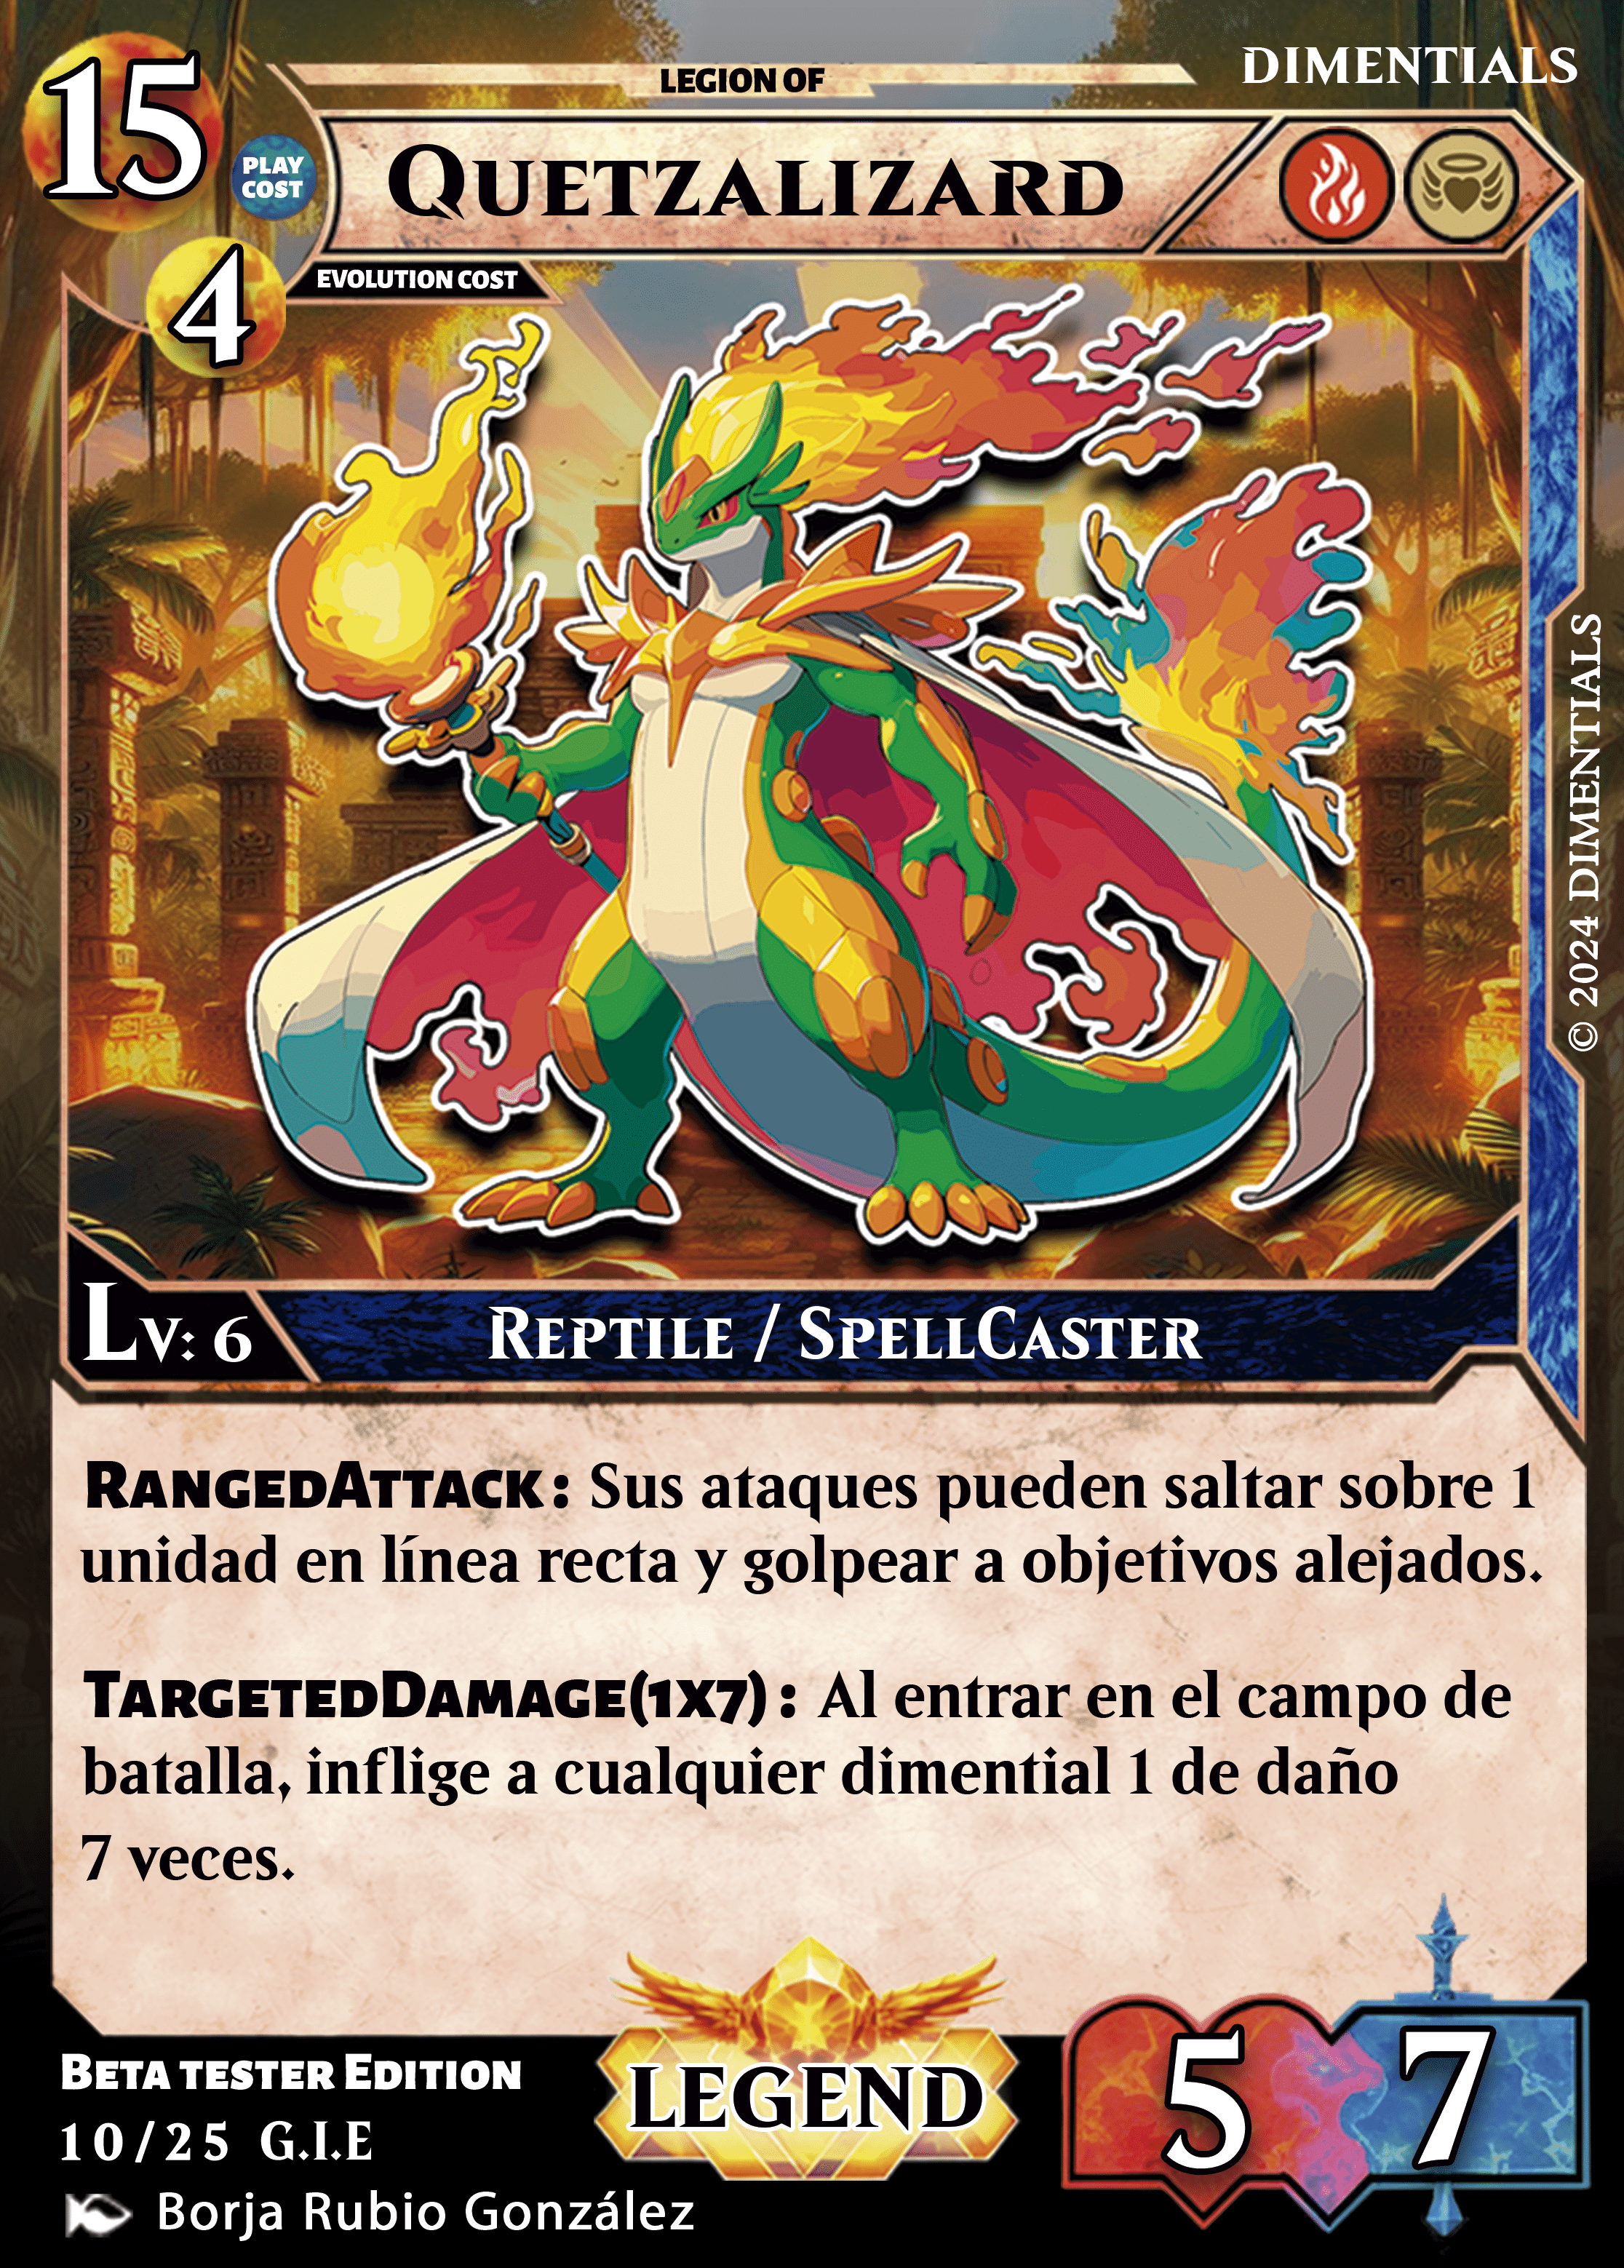 15
LEGION OF
DIMENTIALS
PLAY
COST
QUETZALIZARD
4
EVOLUTION COST
© 2024 DIMENTIALS
LV: 6
REPTILE / SPELLCASTER
RANGEDATTACK: Sus ataques pueden saltar sobre 1
unidad en línea recta y golpear a objetivos alejados.
TARGETEDDAMAGE(1X7): Al entrar en el campo de
batalla, inflige a cualquier dimential 1 de daño
7 veces.
BETA TESTER EDITION
10/25 G.I.E
Borja Rubio González
LEGEND
5
7